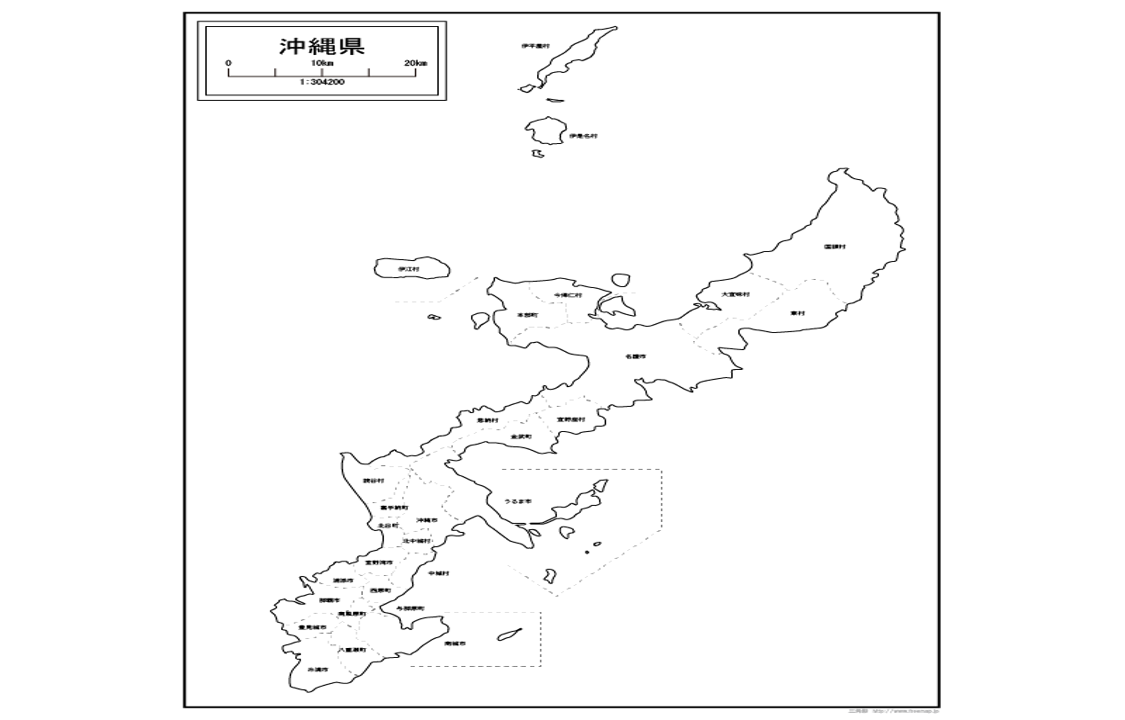 沖縄県
0 10km 20km
1:304200
伊平屋村
伊是名村
国頭村
伊江村
大宜味村
今帰仁村
東村
本部町
名護市
恩納村
宜野座村
金武町
読谷村
うるま市
嘉手納町
沖縄市
北谷町
北中城村
宜野湾市
中城村
浦添市
西原町
那覇市
与那原町
南風原町
豊見城市
南城市
八重瀬町
糸満市